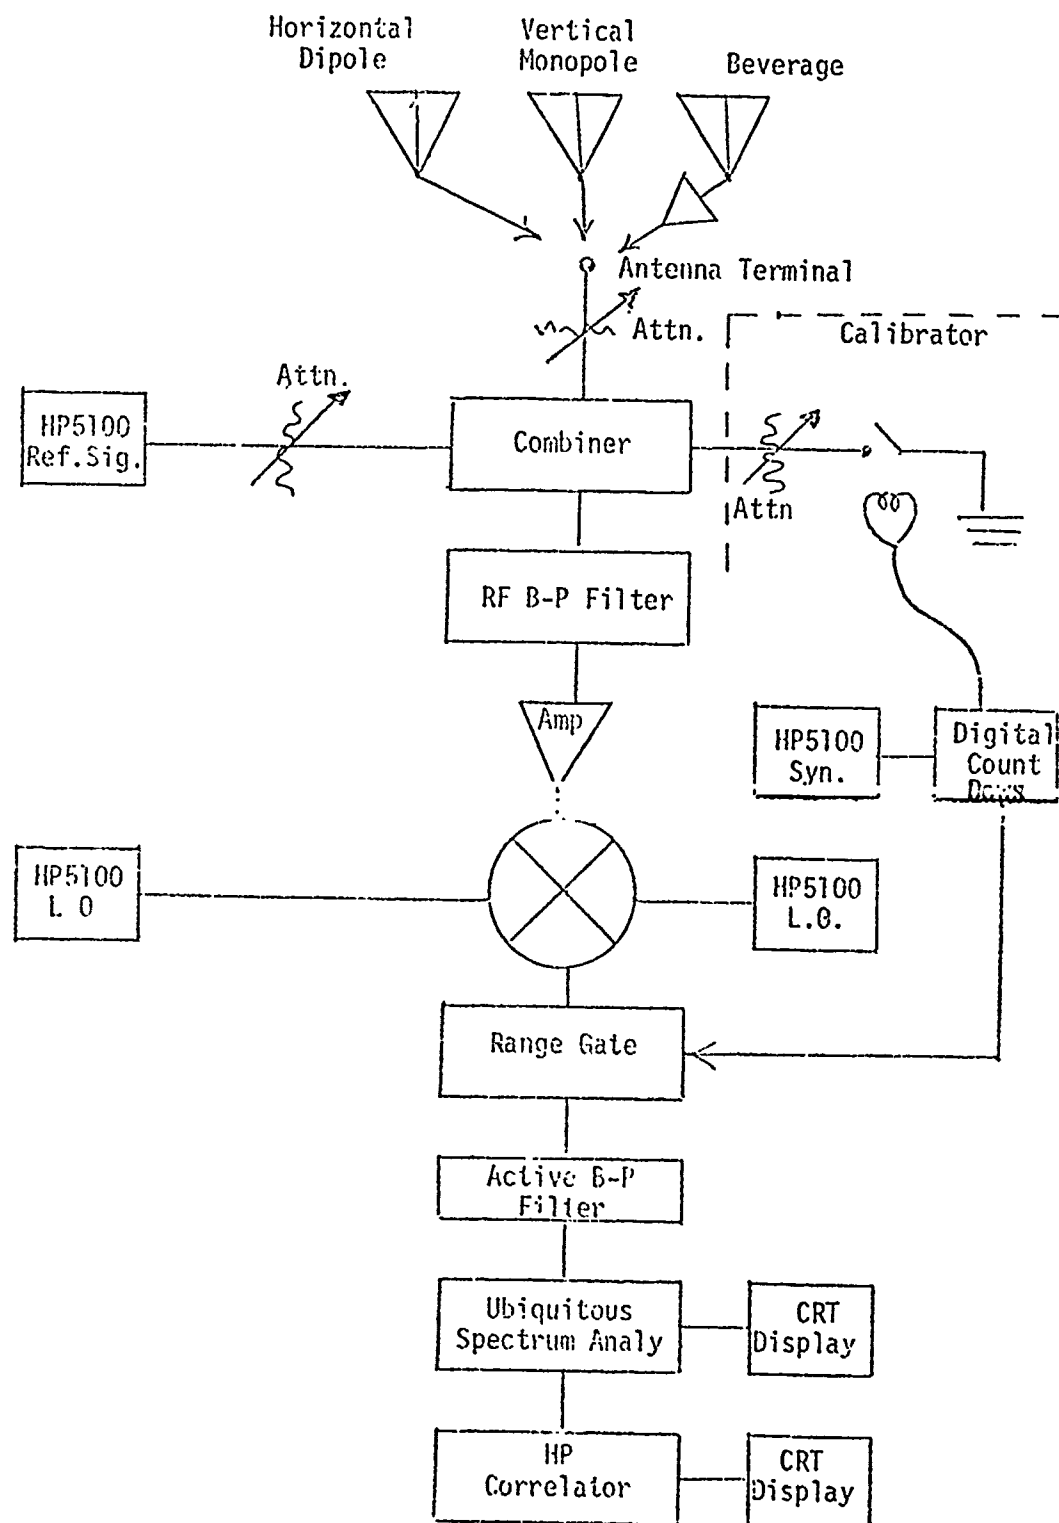 Horizontal
Dipole
Vertical
Monopole
Beverage
Antenna Terminal
Attn.
Calibrator
Attn.
HP5100
Ref.Sig.
Combiner
Attn
RF B-P Filter
Amp
HP5100
Syn.
Digital
Count
Down
HP5100
L O
HP5100
L.O.
Range Gate
Active B-P
Filter
Ubiquitous
Spectrum Analy
CRT
Display
HP
Correlator
CRT
Display